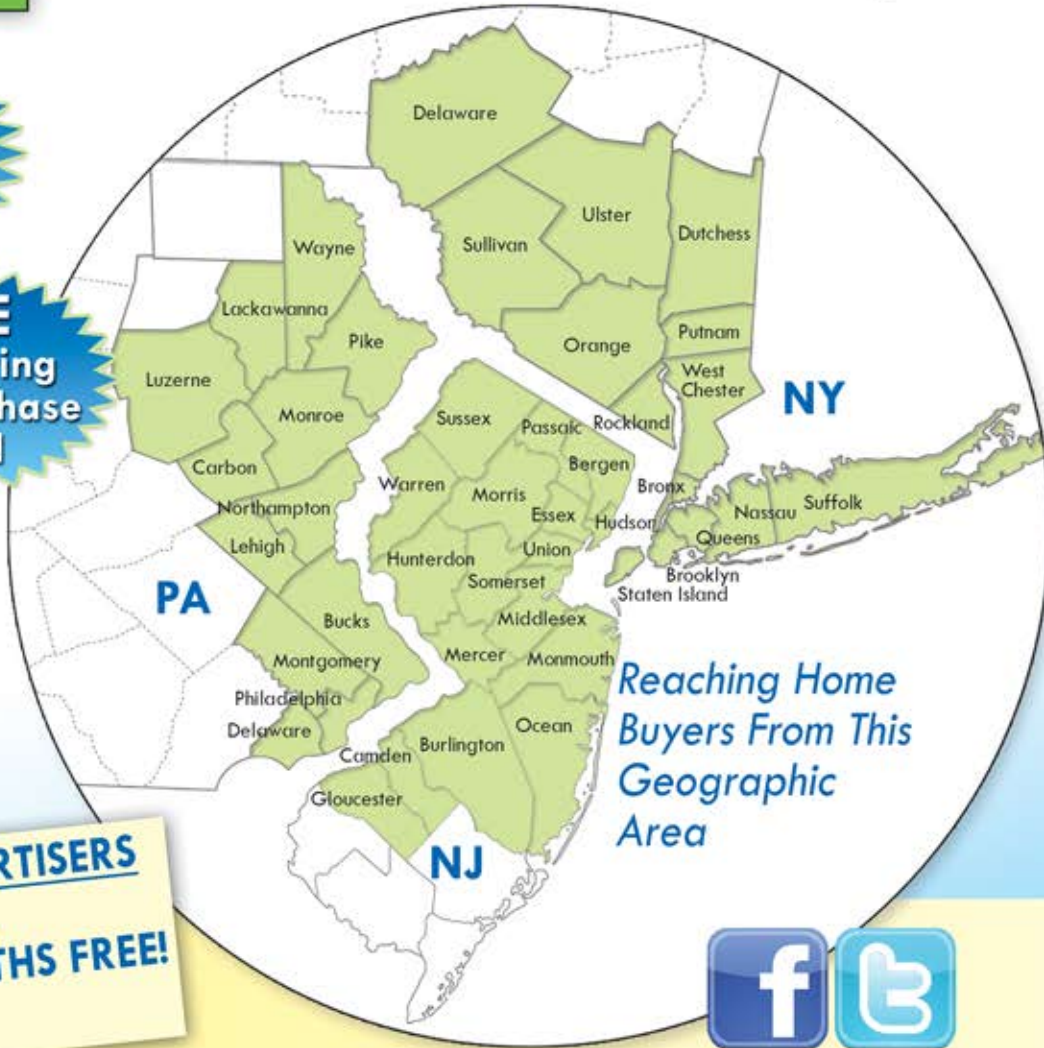 Delaware
Ulster
Dutchess
Sullivan
Wayne
Lackawanna
Pike
Orange
Putnam
West
Chester
Luzerne
Monroe
Sussex
Passaic
Rockland
NY
Carbon
Warren
Morris
Bergen
Bronx
Northampton
Essex
Hudson
Nassau
Suffolk
Lehigh
Hunterdon
Union
Queens
Somerset
Brooklyn
Staten Island
PA
Bucks
Middlesex
Montgomery
Mercer
Monmouth
Philadelphia
Delaware
Camden
Burlington
Ocean
Gloucester
NJ
Reaching Home
Buyers From This
Geographic
Area
E
ing
hase
RTISERS
THS FREE!
f
t